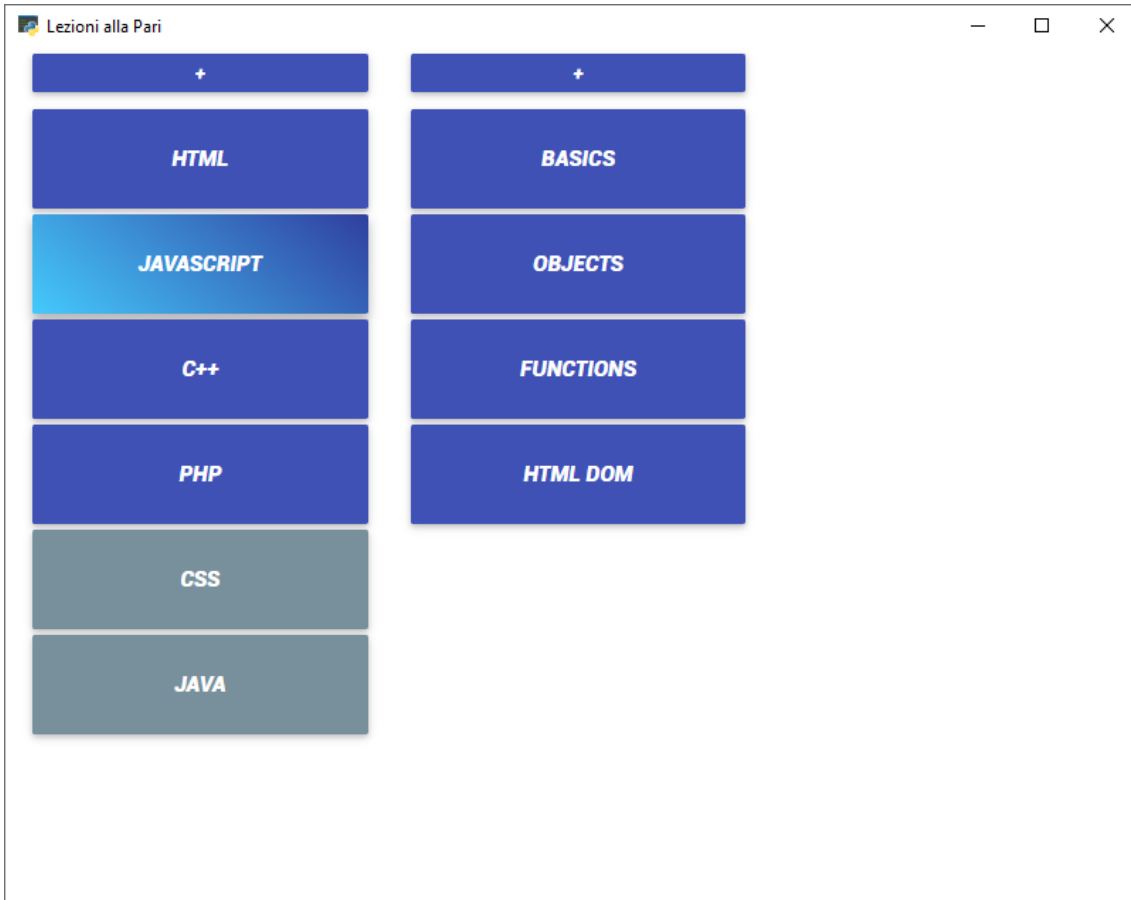 Lezioni alla Pari
+
HTML
JAVASCRIPT
C++
PHP
CSS
JAVA
+
BASICS
OBJECTS
FUNCTIONS
HTML DOM